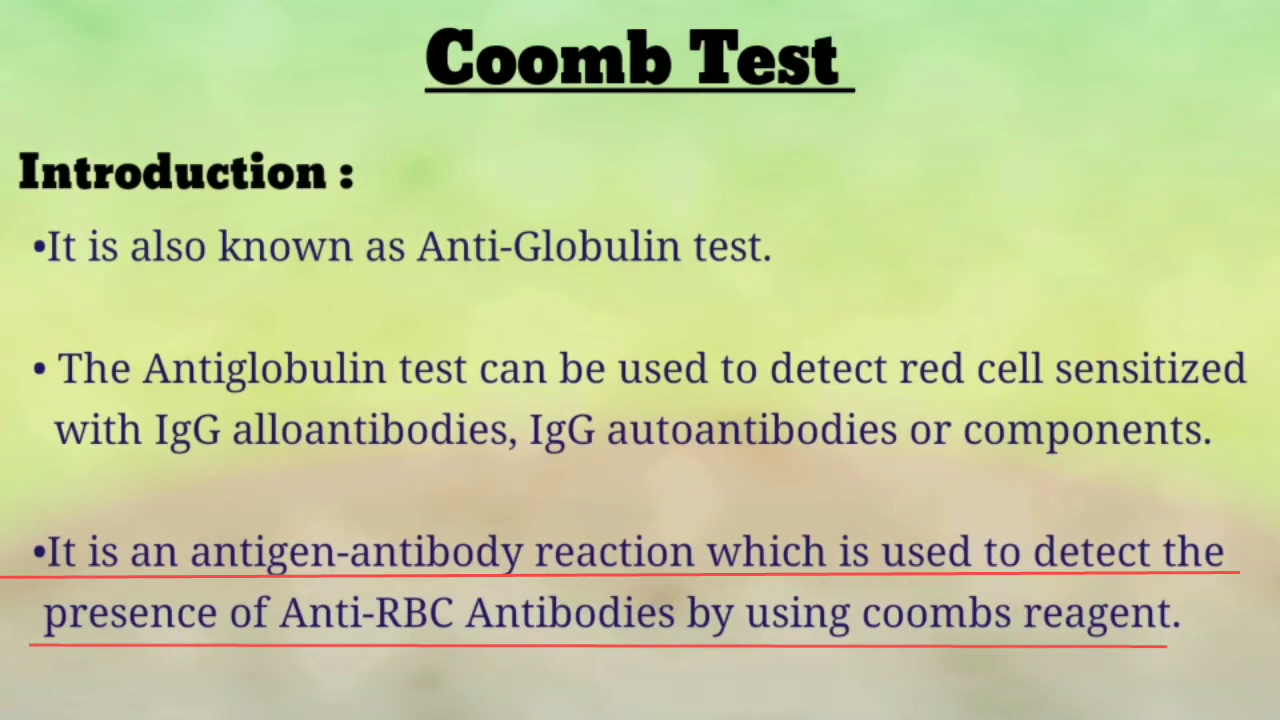 Coomb Test
Introduction :
•It is also known as Anti-Globulin test.
• The Antiglobulin test can be used to detect red cell sensitized
with IgG alloantibodies, IgG autoantibodies or components.
•It is an antigen-antibody reaction which is used to detect the
presence of Anti-RBC Antibodies by using coombs reagent.